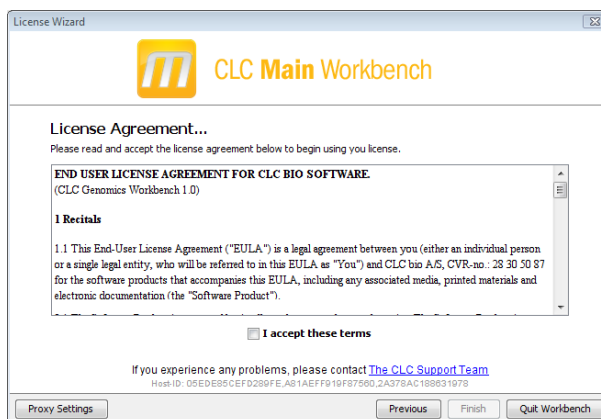 License Wizard
CLC Main Workbench
License Agreement...
Please read and accept the license agreement below to begin using you license.
END USER LICENSE AGREEMENT FOR CLC BIO SOFTWARE.
(CLC Genomics Workbench 1.0)
1 Recitals
1.1 This End-User License Agreement ("EULA") is a legal agreement between you (either an individual person
or a single legal entity, who will be referred to in this EULA as "You") and CLC bio A/S, CVR-no.: 28 30 50 87
for the software products that accompanies this EULA, including any associated media, printed materials and
electronic documentation (the "Software Product").
I accept these terms
If you experience any problems, please contact The CLC Support Team
Host-ID: 05EDE85CEFD289FE,A81AEFF919F87560,2A378AC188631978
Proxy Settings
Previous
Finish
Quit Workbench